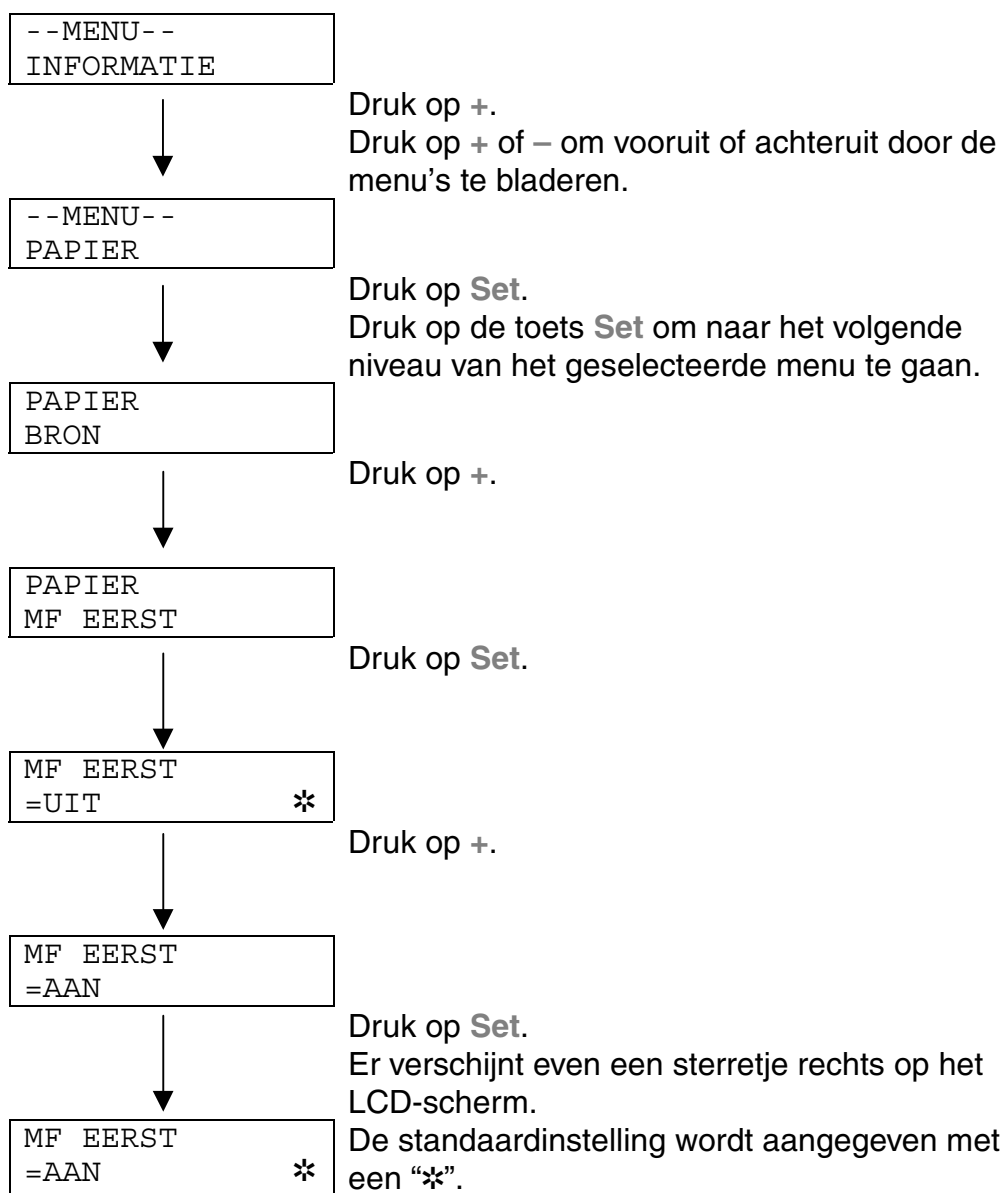 --MENU--
INFORMATIE
Druk op +.
Druk op + of – om vooruit of achteruit door de
menu's te bladeren.
--MENU--
PAPIER
Druk op Set.
Druk op de toets Set om naar het volgende
niveau van het geselecteerde menu te gaan.
PAPIER
BRON
Druk op +.
PAPIER
MF EERST
Druk op Set.
MF EERST
=UIT ✲
Druk op +.
MF EERST
=AAN
Druk op Set.
Er verschijnt even een sterretje rechts op het
LCD-scherm.
De standaardinstelling wordt aangegeven met
een “✲”.
MF EERST
=AAN ✲